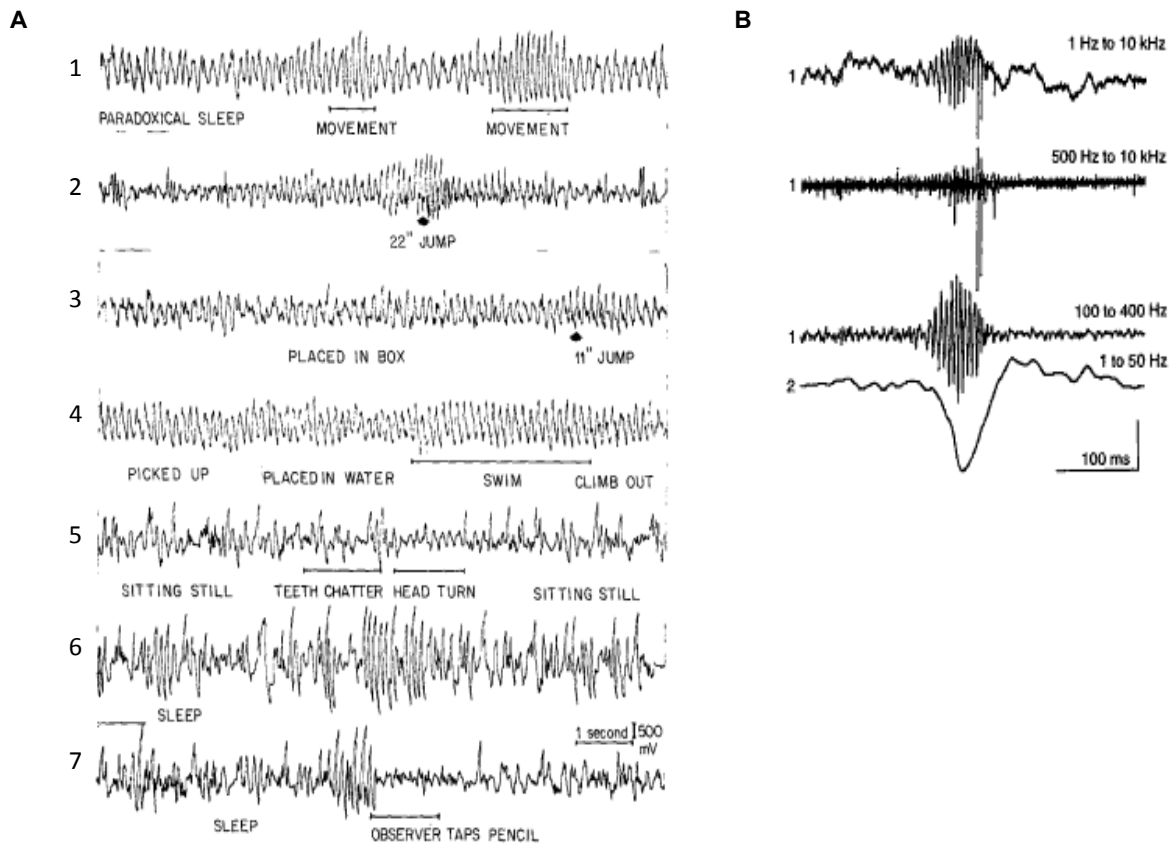 A
1
PARADOXICAL SLEEP
MOVEMENT
MOVEMENT
2
22" JUMP
3
PLACED IN BOX
11" JUMP
4
PICKED UP
PLACED IN WATER
SWIM
CLIMB OUT
5
SITTING STILL
TEETH CHATTER
HEAD TURN
SITTING STILL
6
SLEEP
1 second
500
mV
7
SLEEP
OBSERVER TAPS PENCIL
B
1 Hz to 10 kHz
1
500 Hz to 10 kHz
1
100 to 400 Hz
1
1 to 50 Hz
2
100 ms